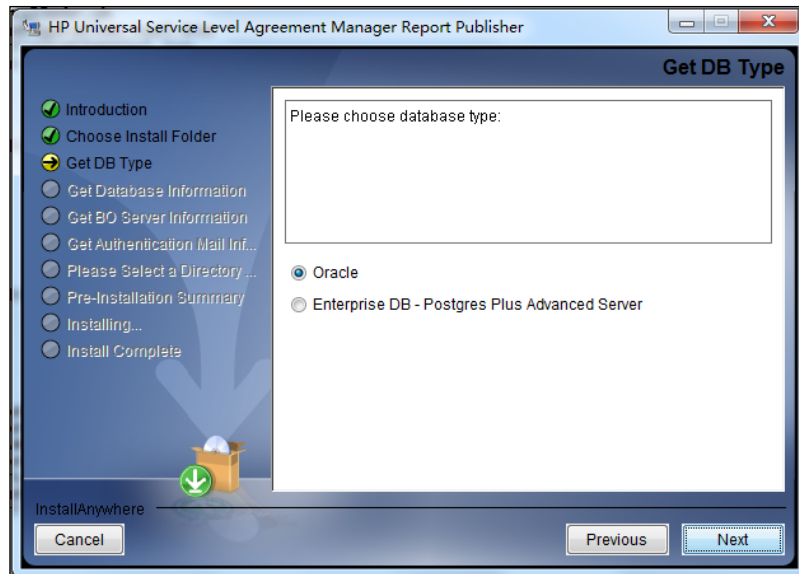 HP Universal Service Level Agreement Manager Report Publisher
Get DB Type
Introduction
Choose Install Folder
Get DB Type
Get Database Information
Get BO Server Information
Get Authentication Mail Inf...
Please Select a Directory ...
Pre-Installation Summary
Installing...
Install Complete
Please choose database type:
Oracle
Enterprise DB - Postgres Plus Advanced Server
InstallAnywhere
Cancel
Previous
Next